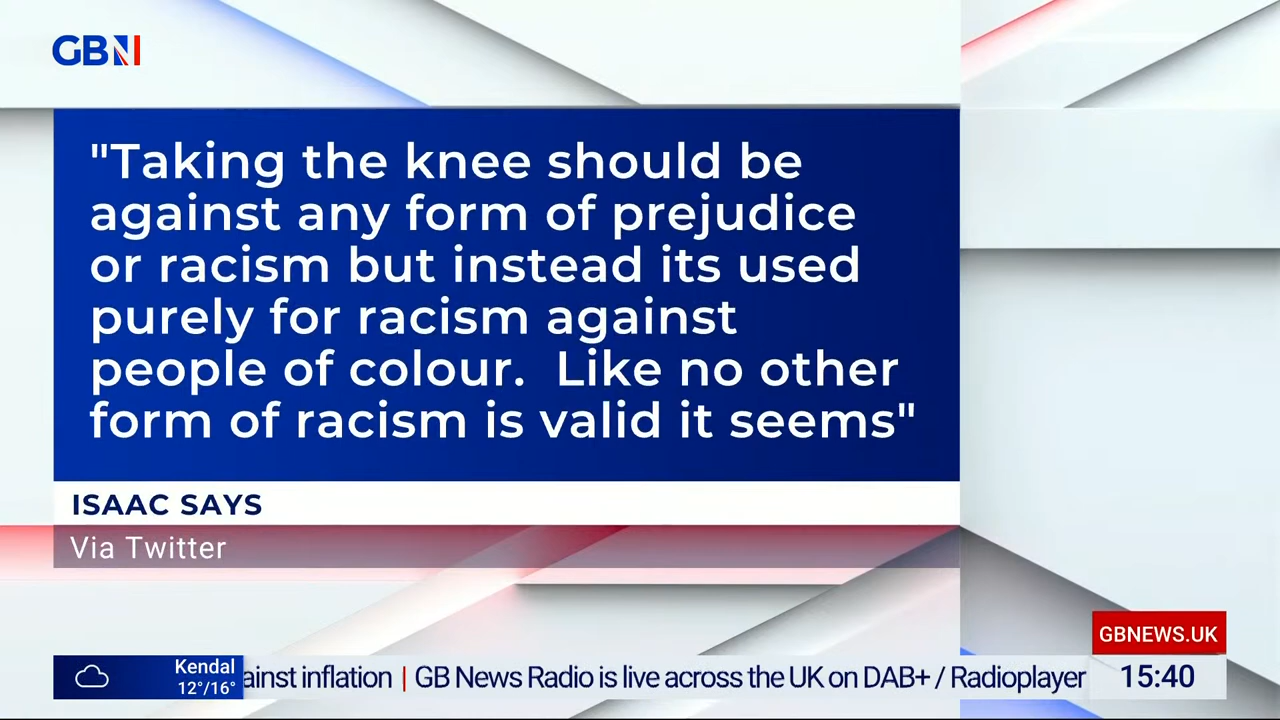 GBN
"Taking the knee should be
against any form of prejudice
or racism but instead its used
purely for racism against
people of colour.  Like no other
form of racism is valid it seems"
ISAAC SAYS
Via Twitter
GBNEWS.UK
Kendal
12°/16°
ainst inflation | GB News Radio is live across the UK on DAB+ / Radioplayer
15:40